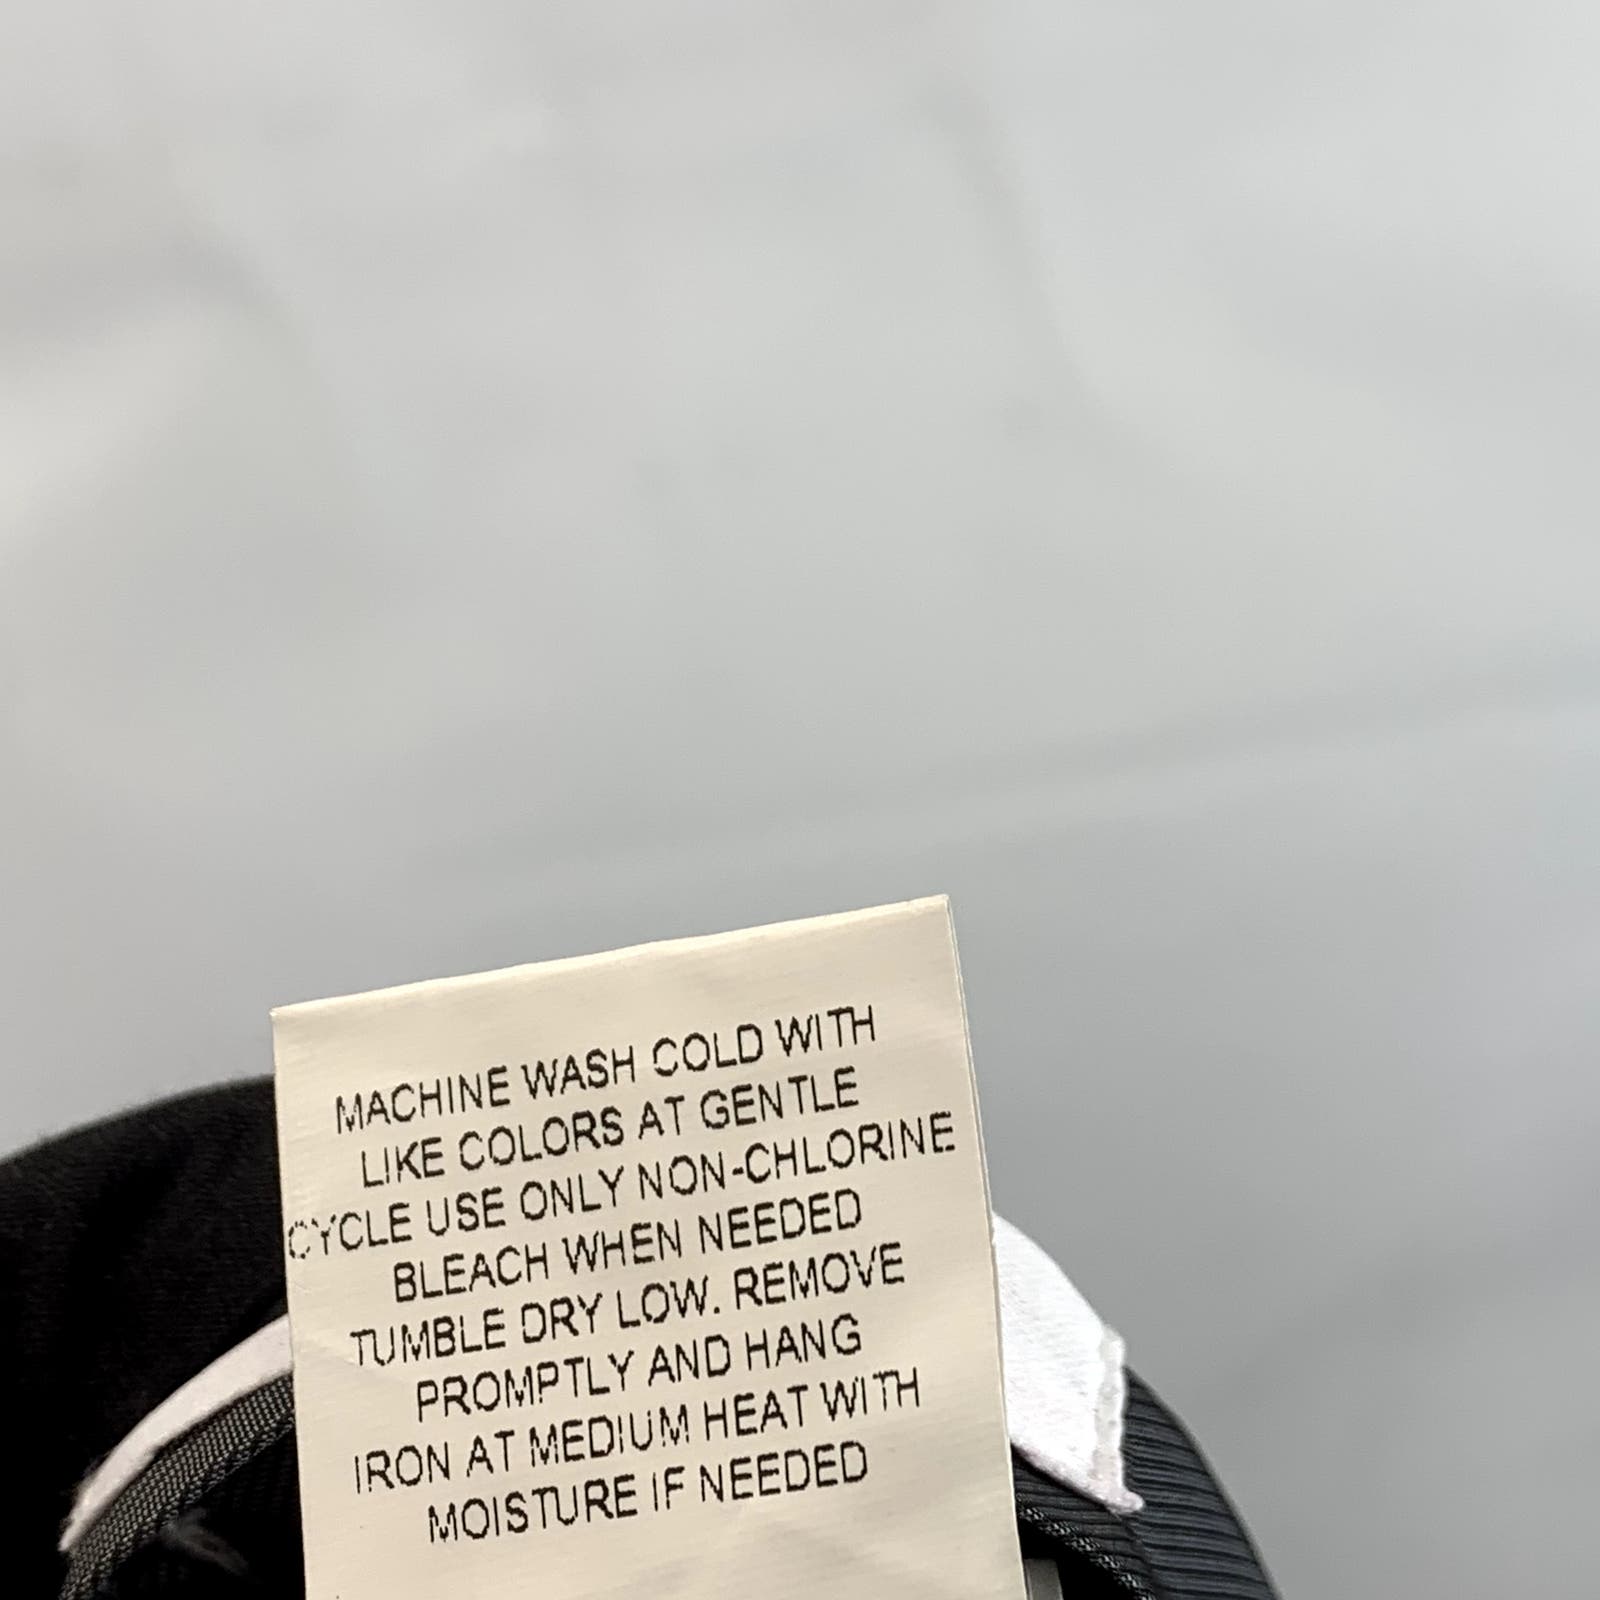 MACHINE WASH COLD WITH
LIKE COLORS AT GENTLE
CYCLE USE ONLY NON-CHLORINE
BLEACH WHEN NEEDED
TUMBLE DRY LOW. REMOVE
PROMPTLY AND HANG
IRON AT MEDIUM HEAT WITH
MOISTURE IF NEEDED